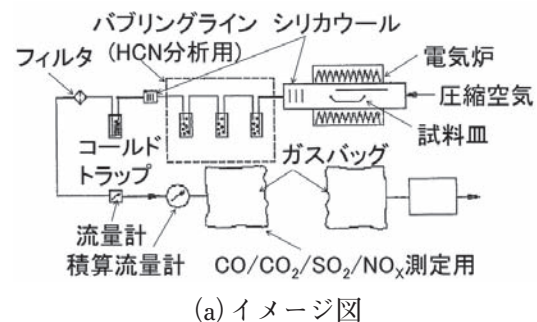 バブリングライン シリカウール
フィルタ
(HCN分析用)
電気炉
圧縮空気
試料皿
コールド
トラップ
ガスバッグ
流量計
積算流量計
CO/CO₂/SO₂/NOₓ測定用
(a) イメージ図